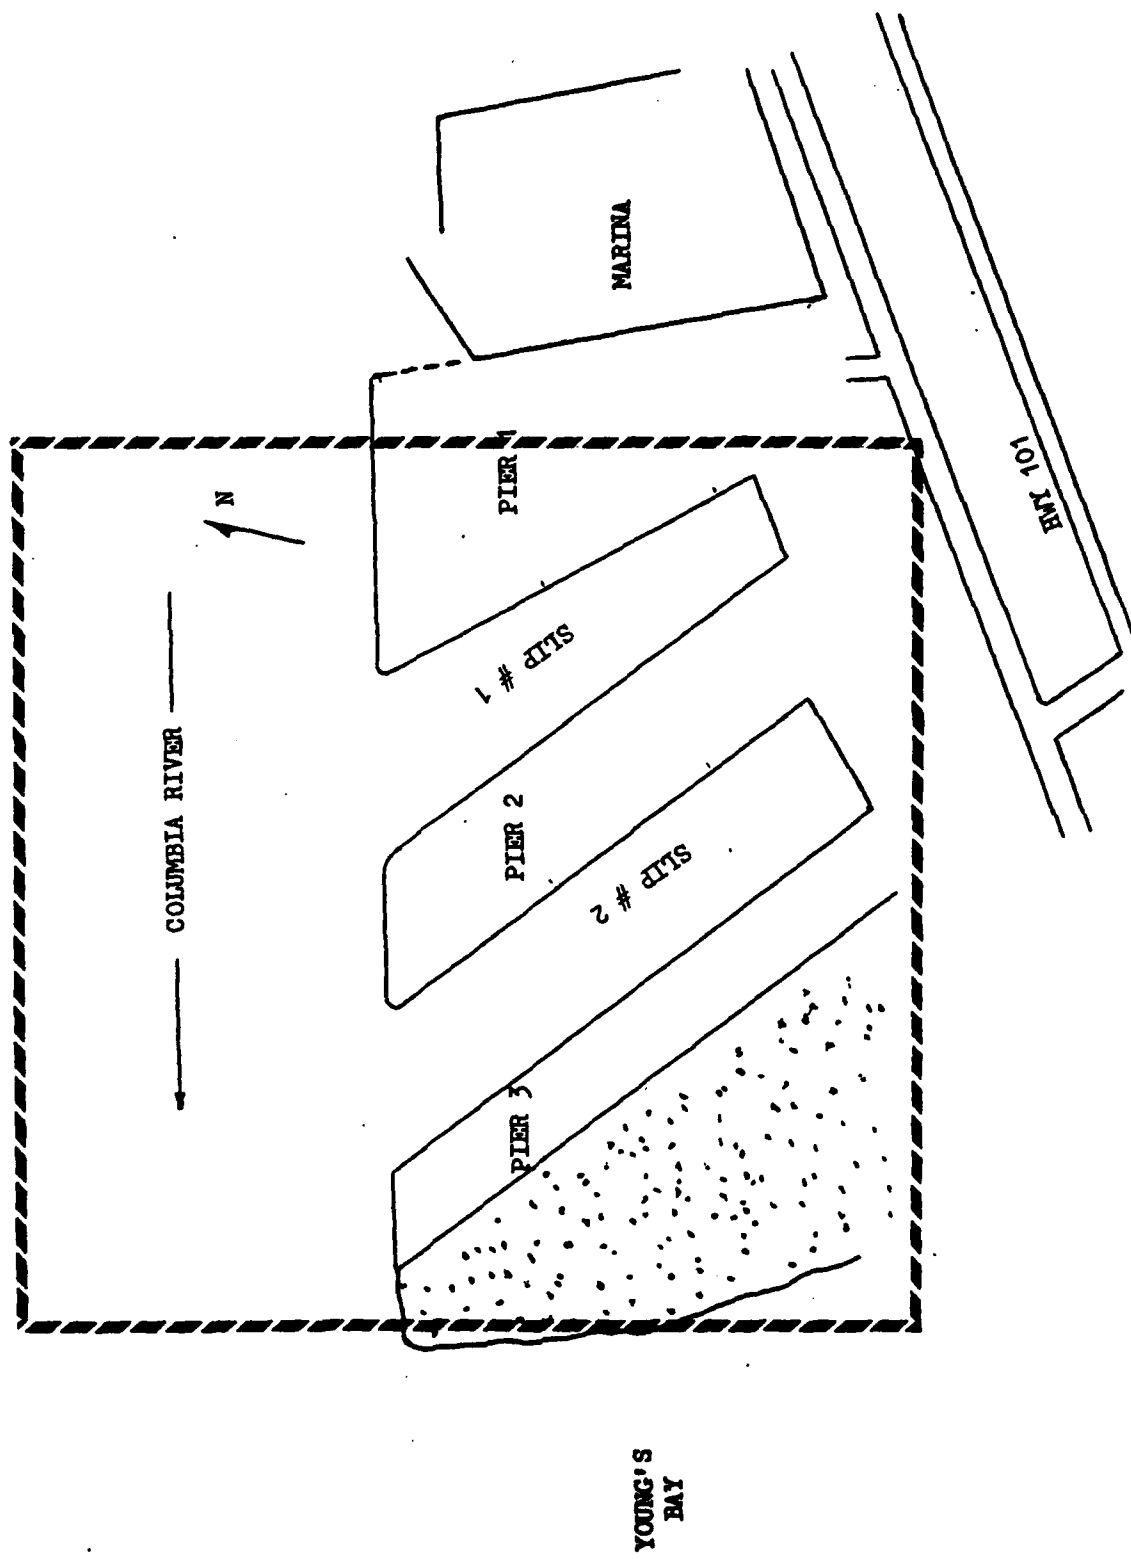 COLUMBIA RIVER
N
MARINA
PIER 1
SLIP # 1
PIER 2
SLIP # 2
PIER 3
HWY 101
YOUNG'S
BAY